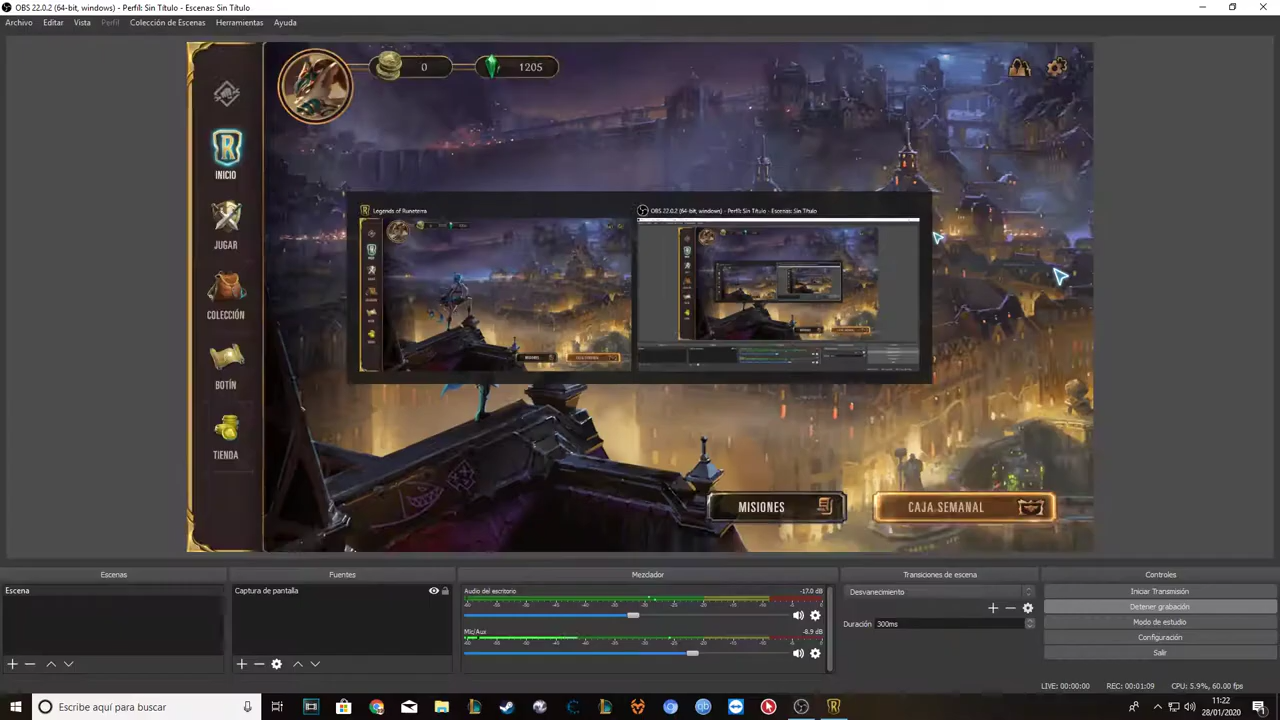 OBS 22.0.2 (64-bit, windows) - Perfil: Sin Título - Escenas: Sin Título
Archivo Editar Vista Perfil Colección de Escenas Herramientas Ayuda
0
1205
INICIO
JUGAR
COLECCIÓN
BOTÍN
TIENDA
Legends of Runeterra
OBS 22.0.2 (64-bit, windows) - Perfil: Sin Título - Escenas: Sin Título
MISIONES
CAJA SEMANAL
Escenas
Escena
Fuentes
Captura de pantalla
Mezclador
Audio del escritorio -17.0 dB
Mic/Aux -8.9 dB
Transiciones de escena
Desvanecimiento
Duración 300ms
Controles
Iniciar Transmisión
Detener grabación
Modo de estudio
Configuración
Salir
LIVE: 00:00:00 REC: 00:01:09 CPU: 5.9%, 60.00 fps
Escribe aquí para buscar
11:22
28/01/2020